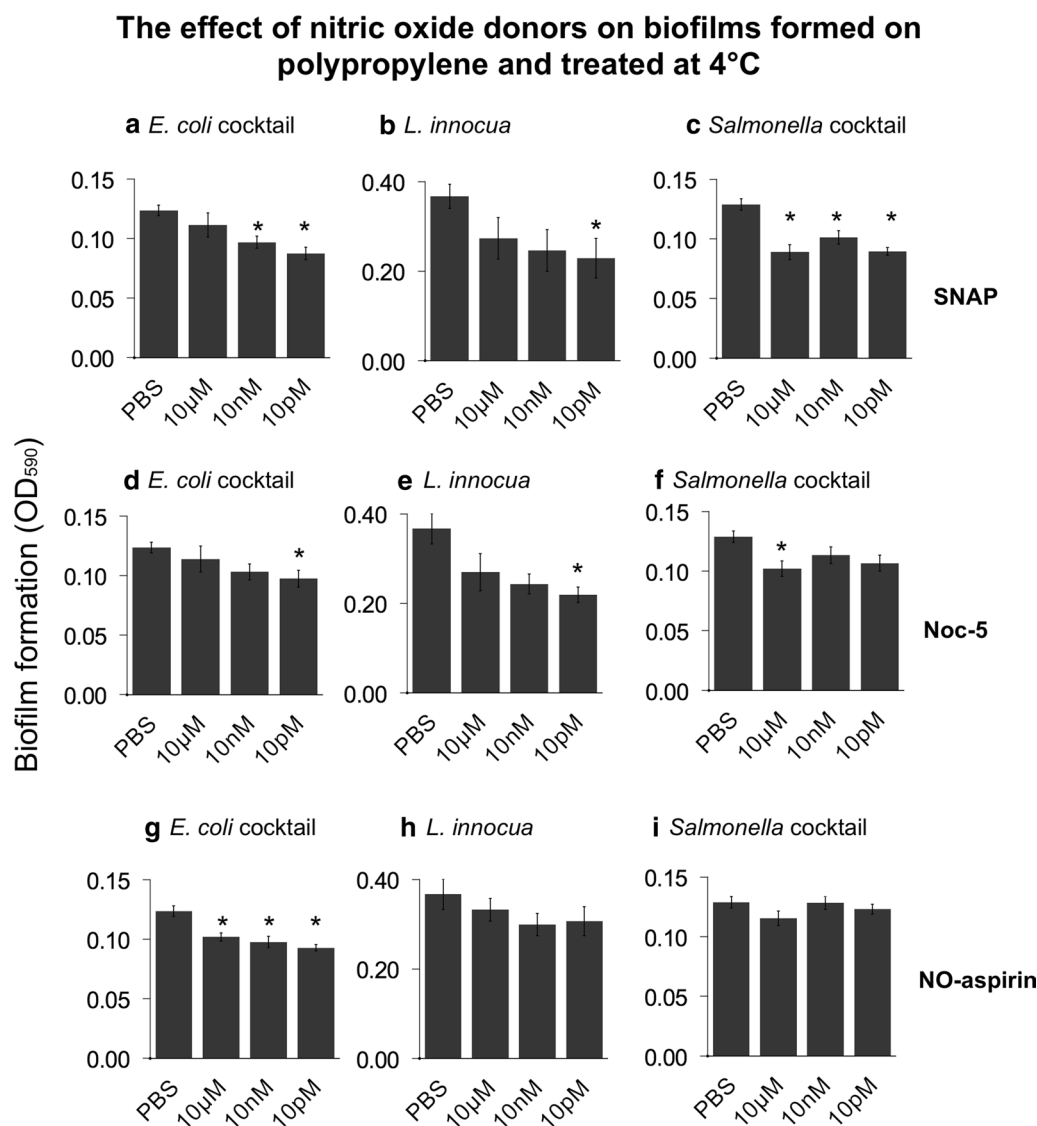 The effect of nitric oxide donors on biofilms formed on
polypropylene and treated at 4°C
a E. coli cocktail
b L. innocua
c Salmonella cocktail
0.15
0.10
0.05
0.00
* *
PBS 10µM 10nM 10pM
0.40
0.20
0.00
*
PBS 10µM 10nM 10pM
0.15
0.10
0.05
0.00
* * *
PBS 10µM 10nM 10pM
SNAP
Biofilm formation (OD590)
d E. coli cocktail
e L. innocua
f Salmonella cocktail
0.15
0.10
0.05
0.00
*
PBS 10µM 10nM 10pM
0.40
0.20
0.00
*
PBS 10µM 10nM 10pM
0.15
0.10
0.05
0.00
*
PBS 10µM 10nM 10pM
Noc-5
g E. coli cocktail
h L. innocua
i Salmonella cocktail
0.15
0.10
0.05
0.00
* * *
PBS 10µM 10nM 10pM
0.40
0.20
0.00
PBS 10µM 10nM 10pM
0.15
0.10
0.05
0.00
PBS 10µM 10nM 10pM
NO-aspirin